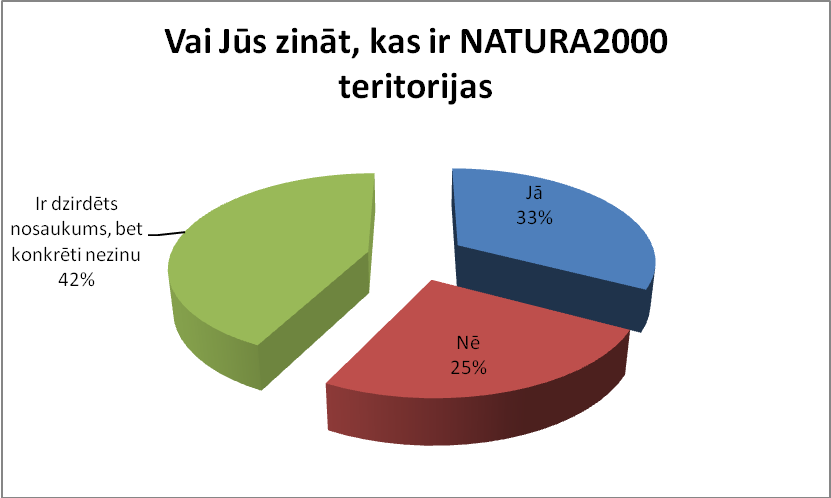 Vai Jūs zināt, kas ir NATURA2000
teritorijas
Ir dzirdēts
nosaukums, bet
konkrēti nezinu
42%
Jā
33%
Nē
25%